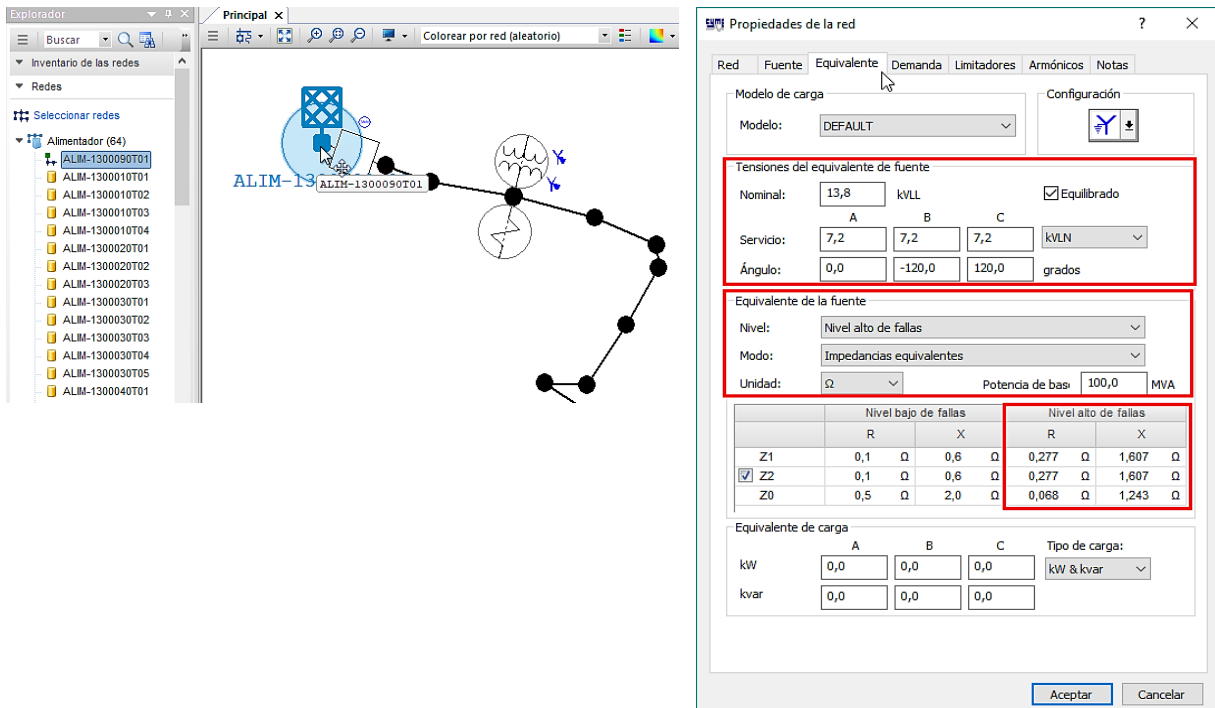 Explorador
Buscar
Inventario de las redes
Redes
Seleccionar redes
Alimentador (64)
ALIM-1300090T01
ALIM-1300010T01
ALIM-1300010T02
ALIM-1300010T03
ALIM-1300010T04
ALIM-1300020T01
ALIM-1300020T02
ALIM-1300020T03
ALIM-1300030T01
ALIM-1300030T02
ALIM-1300030T03
ALIM-1300030T04
ALIM-1300030T05
ALIM-1300040T01
Principal
Colorear por red (aleatorio)
ALIM-13
ALIM-1300090T01
Propiedades de la red
Red Fuente Equivalente Demanda Limitadores Armónicos Notas
Modelo de carga
Modelo: DEFAULT
Configuración
Tensiones del equivalente de fuente
Nominal: 13,8 kVLL Equilibrado
A B C
Servicio: 7,2 7,2 7,2 kVLN
Ángulo: 0,0 -120,0 120,0 grados
Equivalente de la fuente
Nivel: Nivel alto de fallas
Modo: Impedancias equivalentes
Unidad: Ω Potencia de base 100,0 MVA
Nivel bajo de fallas Nivel alto de fallas
R X R X
Z1 0,1 Ω 0,6 Ω 0,277 Ω 1,607 Ω
Z2 0,1 Ω 0,6 Ω 0,277 Ω 1,607 Ω
Z0 0,5 Ω 2,0 Ω 0,068 Ω 1,243 Ω
Equivalente de carga
A B C Tipo de carga:
kW 0,0 0,0 0,0 kW & kvar
kvar 0,0 0,0 0,0
Aceptar Cancelar